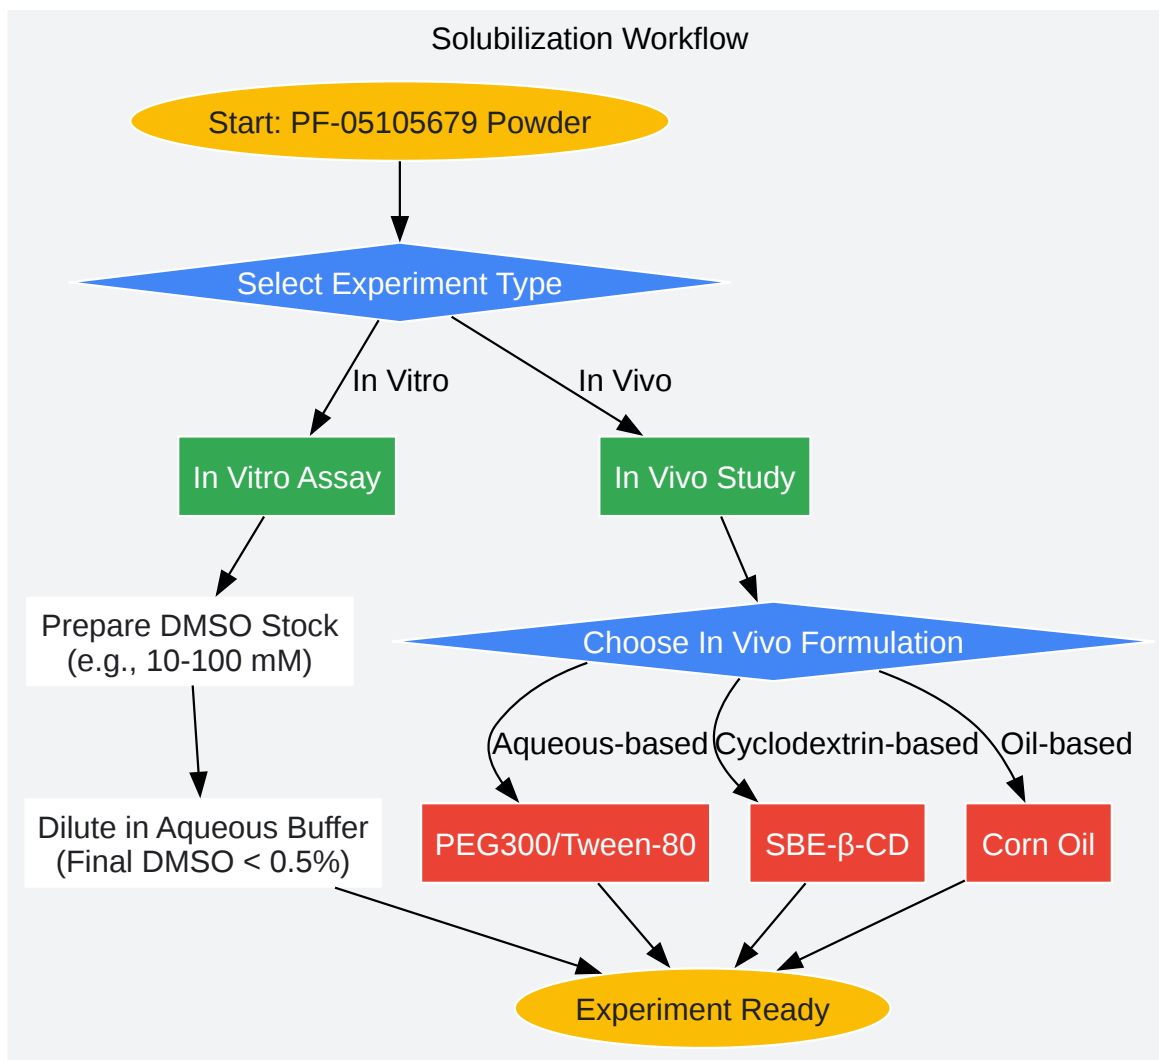 Solubilization Workflow
Start: PF-05105679 Powder
Select Experiment Type
In Vitro
In Vivo
In Vitro Assay
In Vivo Study
Prepare DMSO Stock
(e.g., 10-100 mM)
Choose In Vivo Formulation
Aqueous-based
Cyclodextrin-based
Oil-based
Dilute in Aqueous Buffer
(Final DMSO < 0.5%)
PEG300/Tween-80
SBE-β-CD
Corn Oil
Experiment Ready